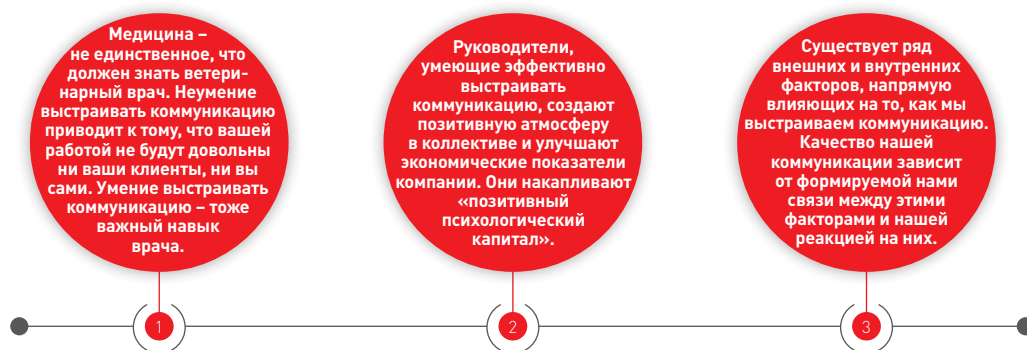 Медицина –
не единственное, что
должен знать ветери-
нарный врач. Неумение
выстраивать коммуникацию
приводит к тому, что вашей
работой не будут довольны
ни ваши клиенты, ни вы
сами. Умение выстраивать
коммуникацию – тоже
важный навык
врача.
1
Руководители,
умеющие эффективно
выстраивать
коммуникацию, создают
позитивную атмосферу
в коллективе и улучшают
экономические показатели
компании. Они накапливают
«позитивный
психологический
капитал».
2
Существует ряд
внешних и внутренних
факторов, напрямую
влияющих на то, как мы
выстраиваем коммуникацию.
Качество нашей
коммуникации зависит
от формируемой нами
связи между этими
факторами и нашей
реакцией на них.
3